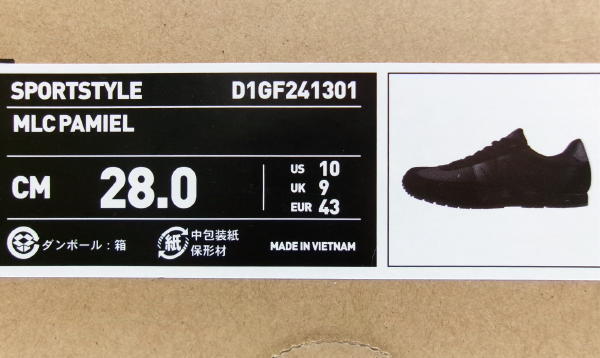 SPORTSTYLE D1GF241301
MLC PAMIEL
CM 28.0
US 10
UK 9
EUR 43
ダンボール：箱
紙 中包装紙
保形材
MADE IN VIETNAM